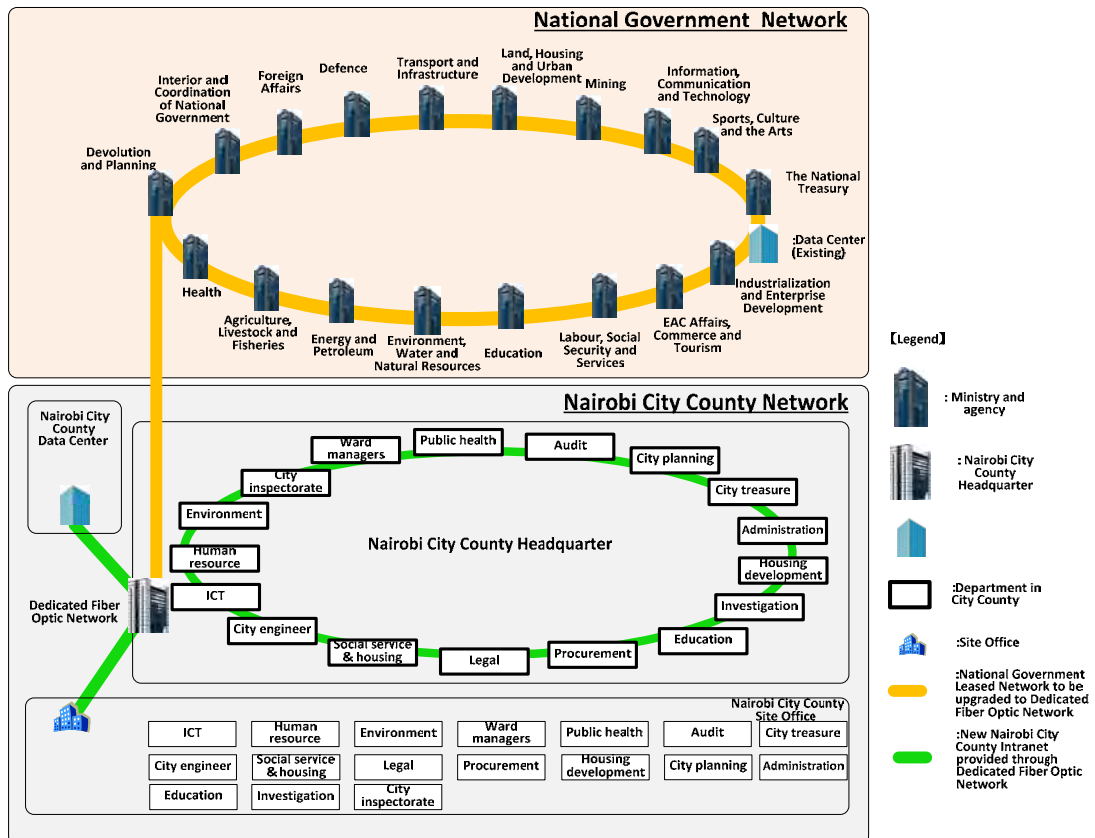 National Government  Network
Interior and
Coordination
of National
Government
Foreign
Affairs
Defence
Transport and
Infrastructure
Land, Housing
and Urban
Development
Mining
Information,
Communication
and Technology
Sports, Culture
and the Arts
Devolution
and Planning
The National
Treasury
:Data Center
(Existing)
Health
Agriculture,
Livestock and
Fisheries
Energy and
Petroleum
Environment,
Water and
Natural Resources
Education
Labour, Social
Security and
Services
EAC Affairs,
Commerce and
Tourism
Industrialization
and Enterprise
Development
Nairobi City County Network
Nairobi City
County
Data Center
Ward
managers
Public health
Audit
City planning
City
inspectorate
City treasure
Environment
Administration
Nairobi City County Headquarter
Human
resource
Housing
development
ICT
Investigation
Dedicated Fiber
Optic Network
City engineer
Education
Social service
& housing
Legal
Procurement
Nairobi City County
Site Office
ICT
Human
resource
Environment
Ward
managers
Public health
Audit
City treasure
City engineer
Social service
& housing
Legal
Procurement
Housing
development
City planning
Administration
Education
Investigation
City
inspectorate
【Legend】
: Ministry and
agency
: Nairobi City
County
Headquarter
:Department in
City County
:Site Office
:National Government
Leased Network to be
upgraded to Dedicated
Fiber Optic Network
:New Nairobi City
County Intranet
provided through
Dedicated Fiber Optic
Network